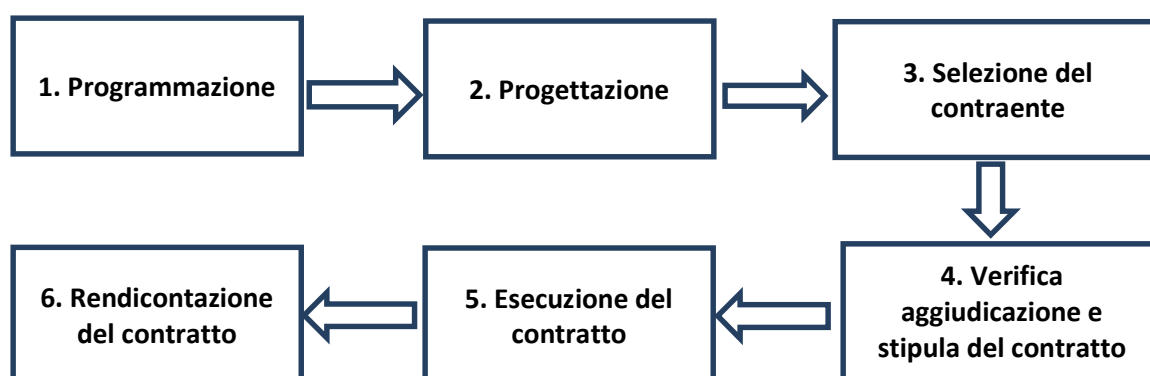 1. Programmazione
2. Progettazione
3. Selezione del
contraente
4. Verifica
aggiudicazione e
stipula del contratto
5. Esecuzione del
contratto
6. Rendicontazione
del contratto